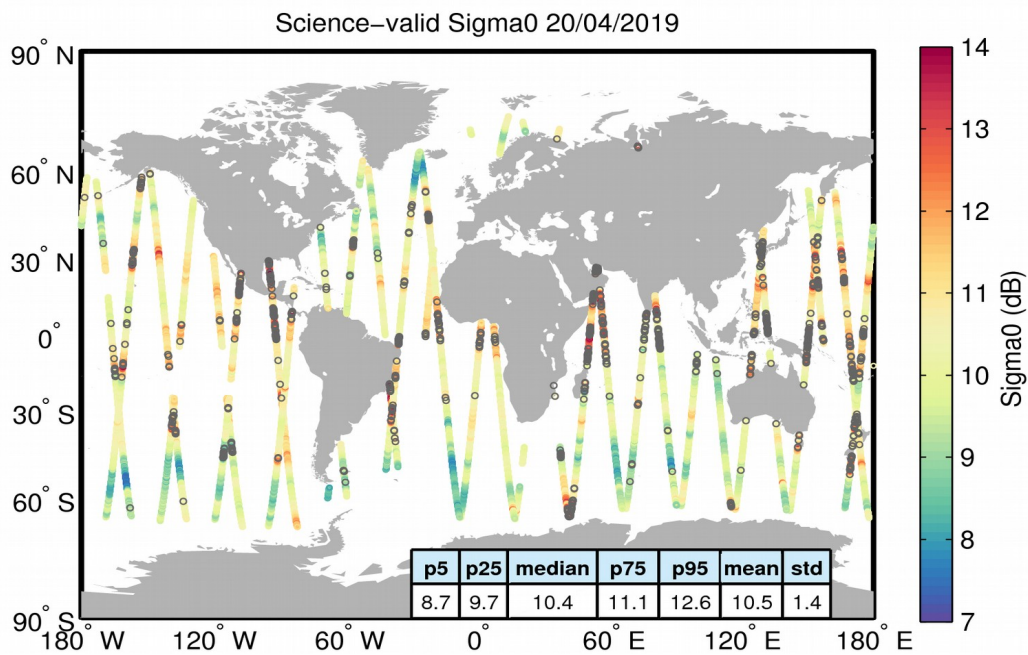 Science−valid Sigma0 20/04/2019
90° N
60° N
30° N
0°
30° S
60° S
90° S
180° W
120° W
60° W
0°
60° E
120° E
180° E
p5 p25 median p75 p95 mean std
8.7 9.7 10.4 11.1 12.6 10.5 1.4
14
13
12
11
10
9
8
7
Sigma0 (dB)